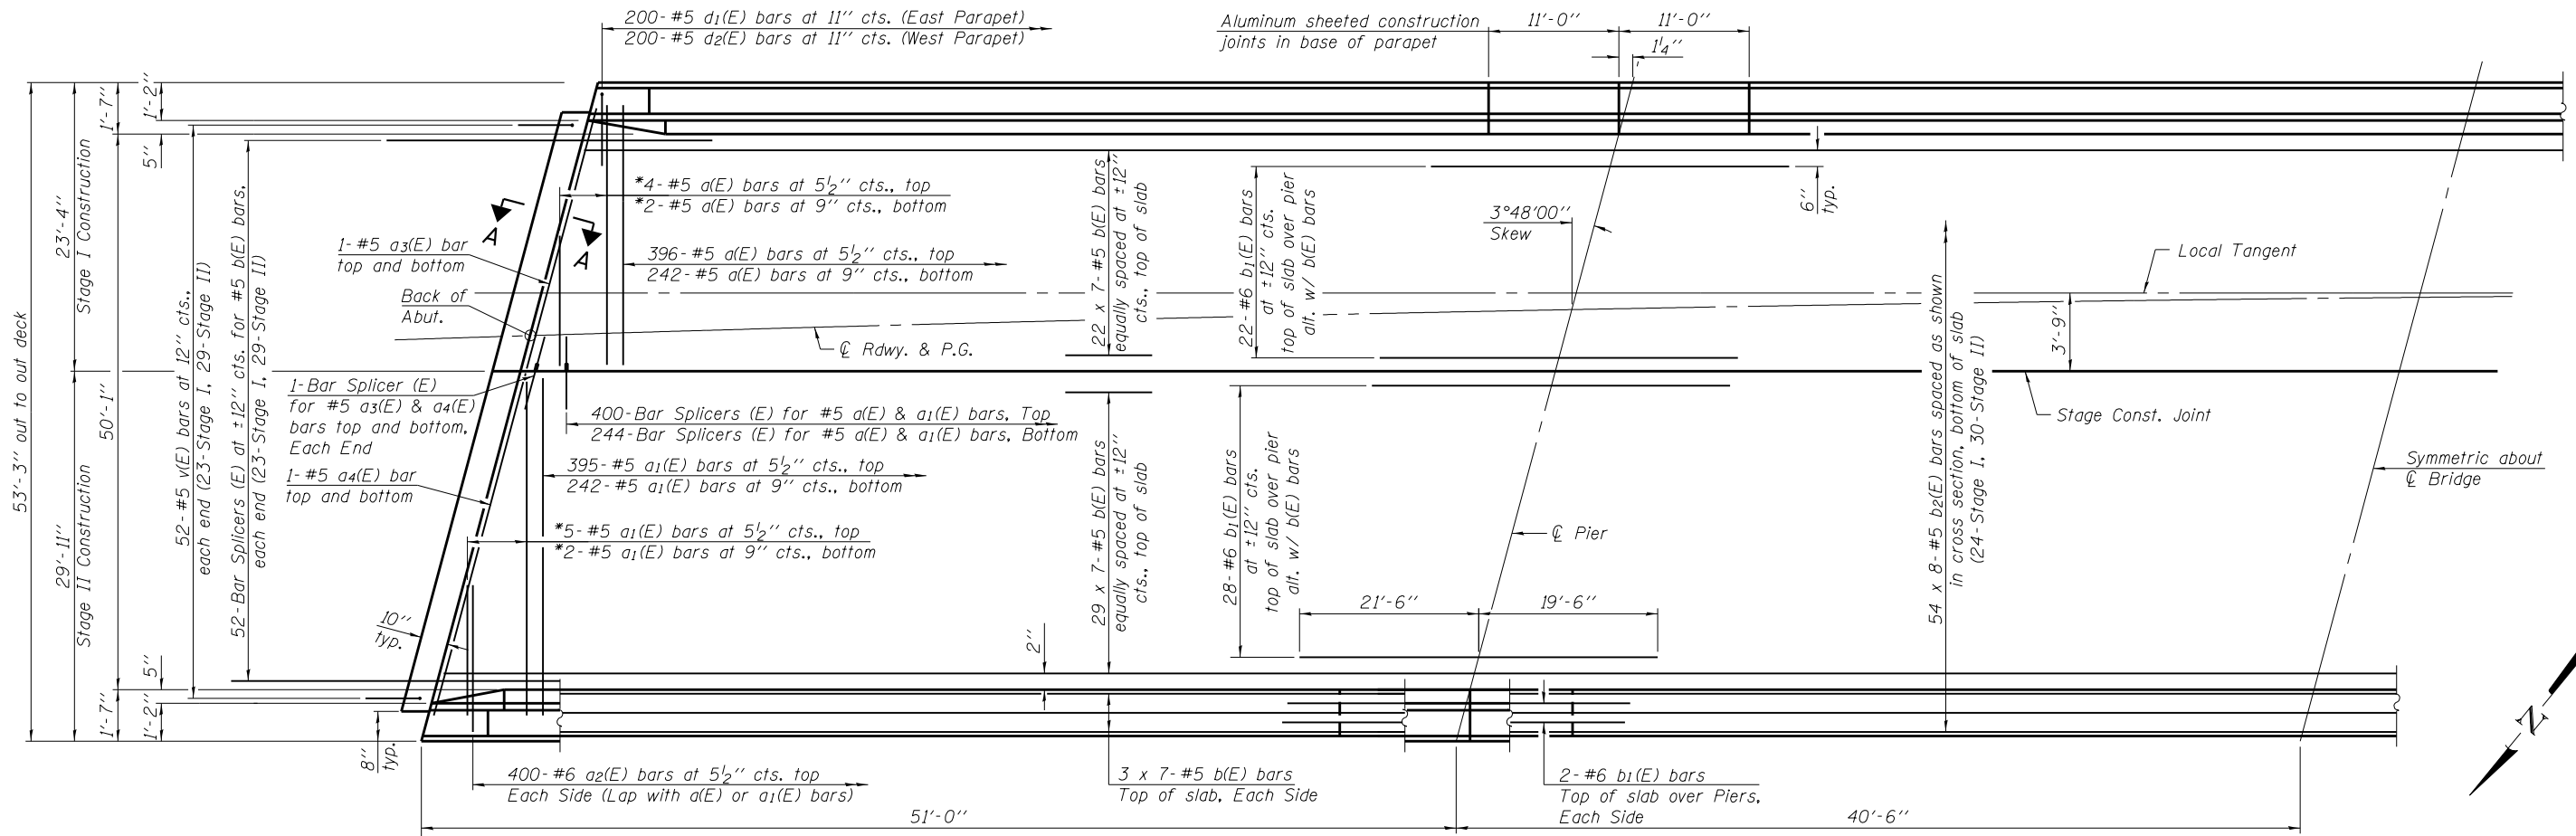 200-#5 d1(E) bars at 11" cts. (East Parapet)
200-#5 d2(E) bars at 11" cts. (West Parapet)
Aluminum sheeted construction
joints in base of parapet
11'-0"
11'-0"
1¼"
53'-3" out to out deck
23'-4"
Stage I Construction
29'-11"
Stage II Construction
1'-7"
50'-1"
1'-7"
1'-2"
5"
5"
1'-2"
52-#5 v(E) bars at 12" cts.,
each end (23-Stage I, 29-Stage II)
52-Bar Splicers (E) at ±12" cts. for #5 b(E) bars,
each end (23-Stage I, 29-Stage II)
*4-#5 a(E) bars at 5½" cts., top
*2-#5 a(E) bars at 9" cts., bottom
A
A
1-#5 a3(E) bar
top and bottom
396-#5 a(E) bars at 5½" cts., top
242-#5 a(E) bars at 9" cts., bottom
Back of
Abut.
℄ Rdwy. & P.G.
1-Bar Splicer (E)
for #5 a3(E) & a4(E)
bars top and bottom,
Each End
400-Bar Splicers (E) for #5 a(E) & a1(E) bars, Top
244-Bar Splicers (E) for #5 a(E) & a1(E) bars, Bottom
1-#5 a4(E) bar
top and bottom
395-#5 a1(E) bars at 5½" cts., top
242-#5 a1(E) bars at 9" cts., bottom
*5-#5 a1(E) bars at 5½" cts., top
*2-#5 a1(E) bars at 9" cts., bottom
10"
typ.
8"
typ.
22 x 7-#5 b(E) bars
equally spaced at ±12"
cts., top of slab
29 x 7-#5 b(E) bars
equally spaced at ±12"
cts., top of slab
22-#6 b1(E) bars
at ±12" cts.
top of slab over pier
alt. w/ b(E) bars
28-#6 b1(E) bars
at ±12" cts.
top of slab over pier
alt. w/ b(E) bars
3°48'00"
Skew
6"
typ.
Local Tangent
3'-9"
Stage Const. Joint
54 x 8-#5 b2(E) bars spaced as shown
in cross section, bottom of slab
(24-Stage I, 30-Stage II)
Symmetric about
℄ Bridge
℄ Pier
21'-6"
19'-6"
2"
400-#6 a2(E) bars at 5½" cts. top
Each Side (Lap with a(E) or a1(E) bars)
3 x 7-#5 b(E) bars
Top of slab, Each Side
2-#6 b1(E) bars
Top of slab over Piers,
Each Side
51'-0"
40'-6"
N